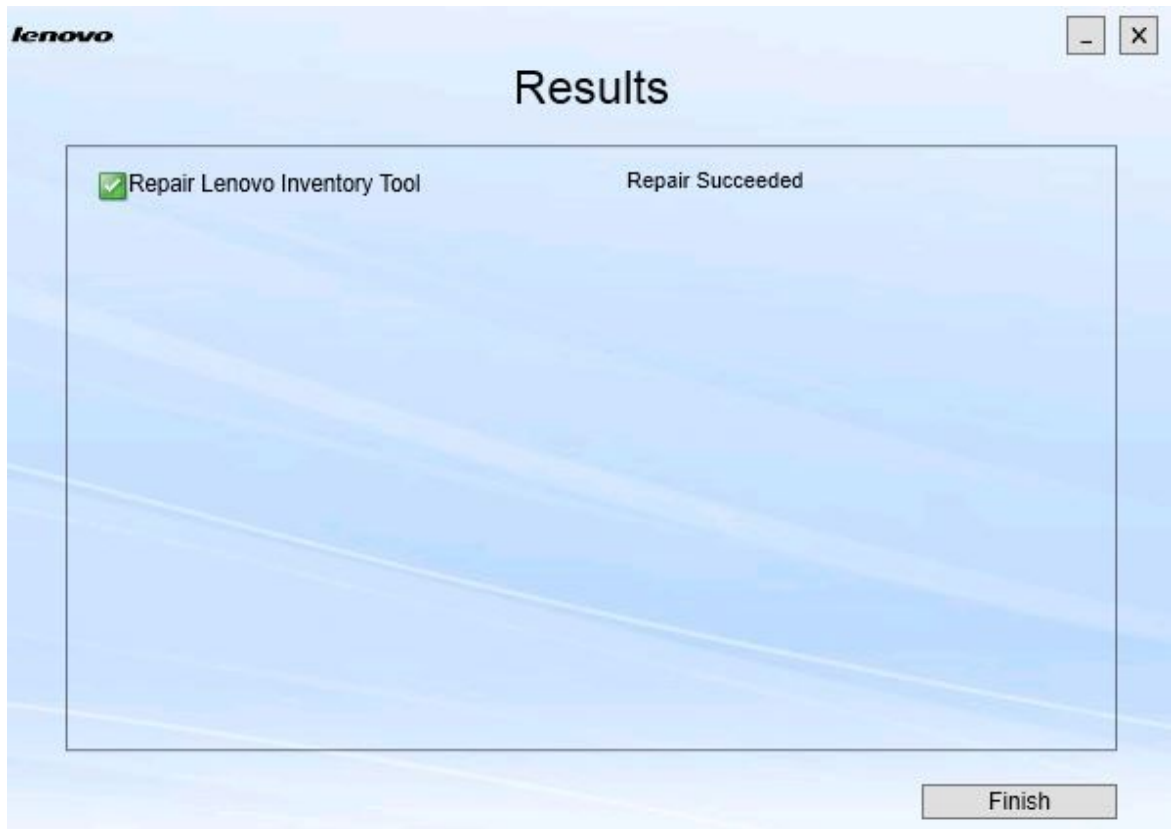 lenovo
Results
Repair Lenovo Inventory Tool Repair Succeeded
Finish